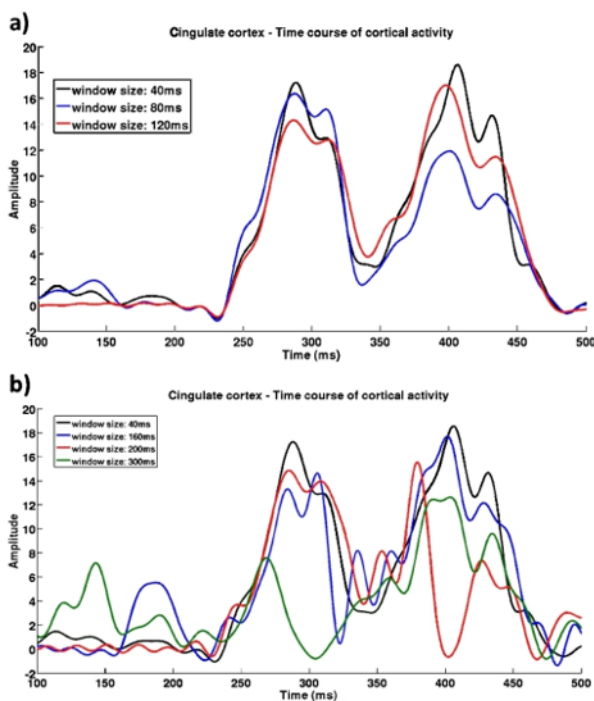 a)
Cingulate cortex - Time course of cortical activity
20
18
16
14
12
10
8
6
4
2
0
-2
Amplitude
window size: 40ms
window size: 80ms
window size: 120ms
100 150 200 250 300 350 400 450 500
Time (ms)
b)
Cingulate cortex - Time course of cortical activity
20
18
16
14
12
10
8
6
4
2
0
-2
Amplitude
window size: 40ms
window size: 160ms
window size: 200ms
window size: 300ms
100 150 200 250 300 350 400 450 500
Time (ms)